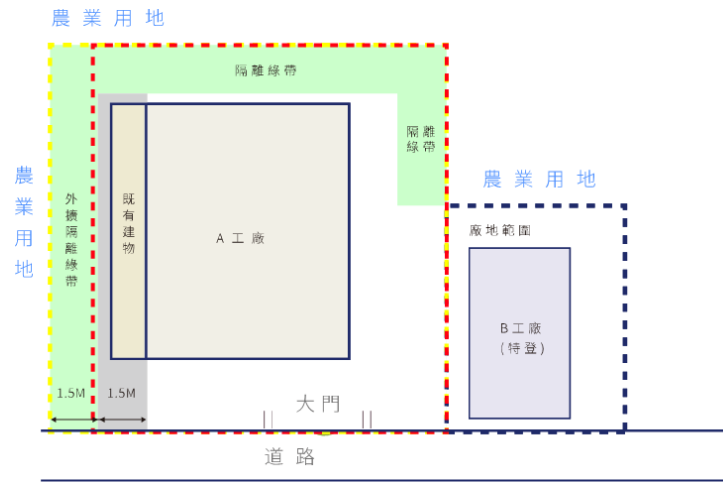 農業用地
隔離綠帶
隔離
綠帶
農業用地
農業用地
外擴隔離綠帶
既有建物
A工廠
廠地範圍
B工廠
(特登)
1.5M
1.5M
大門
道路